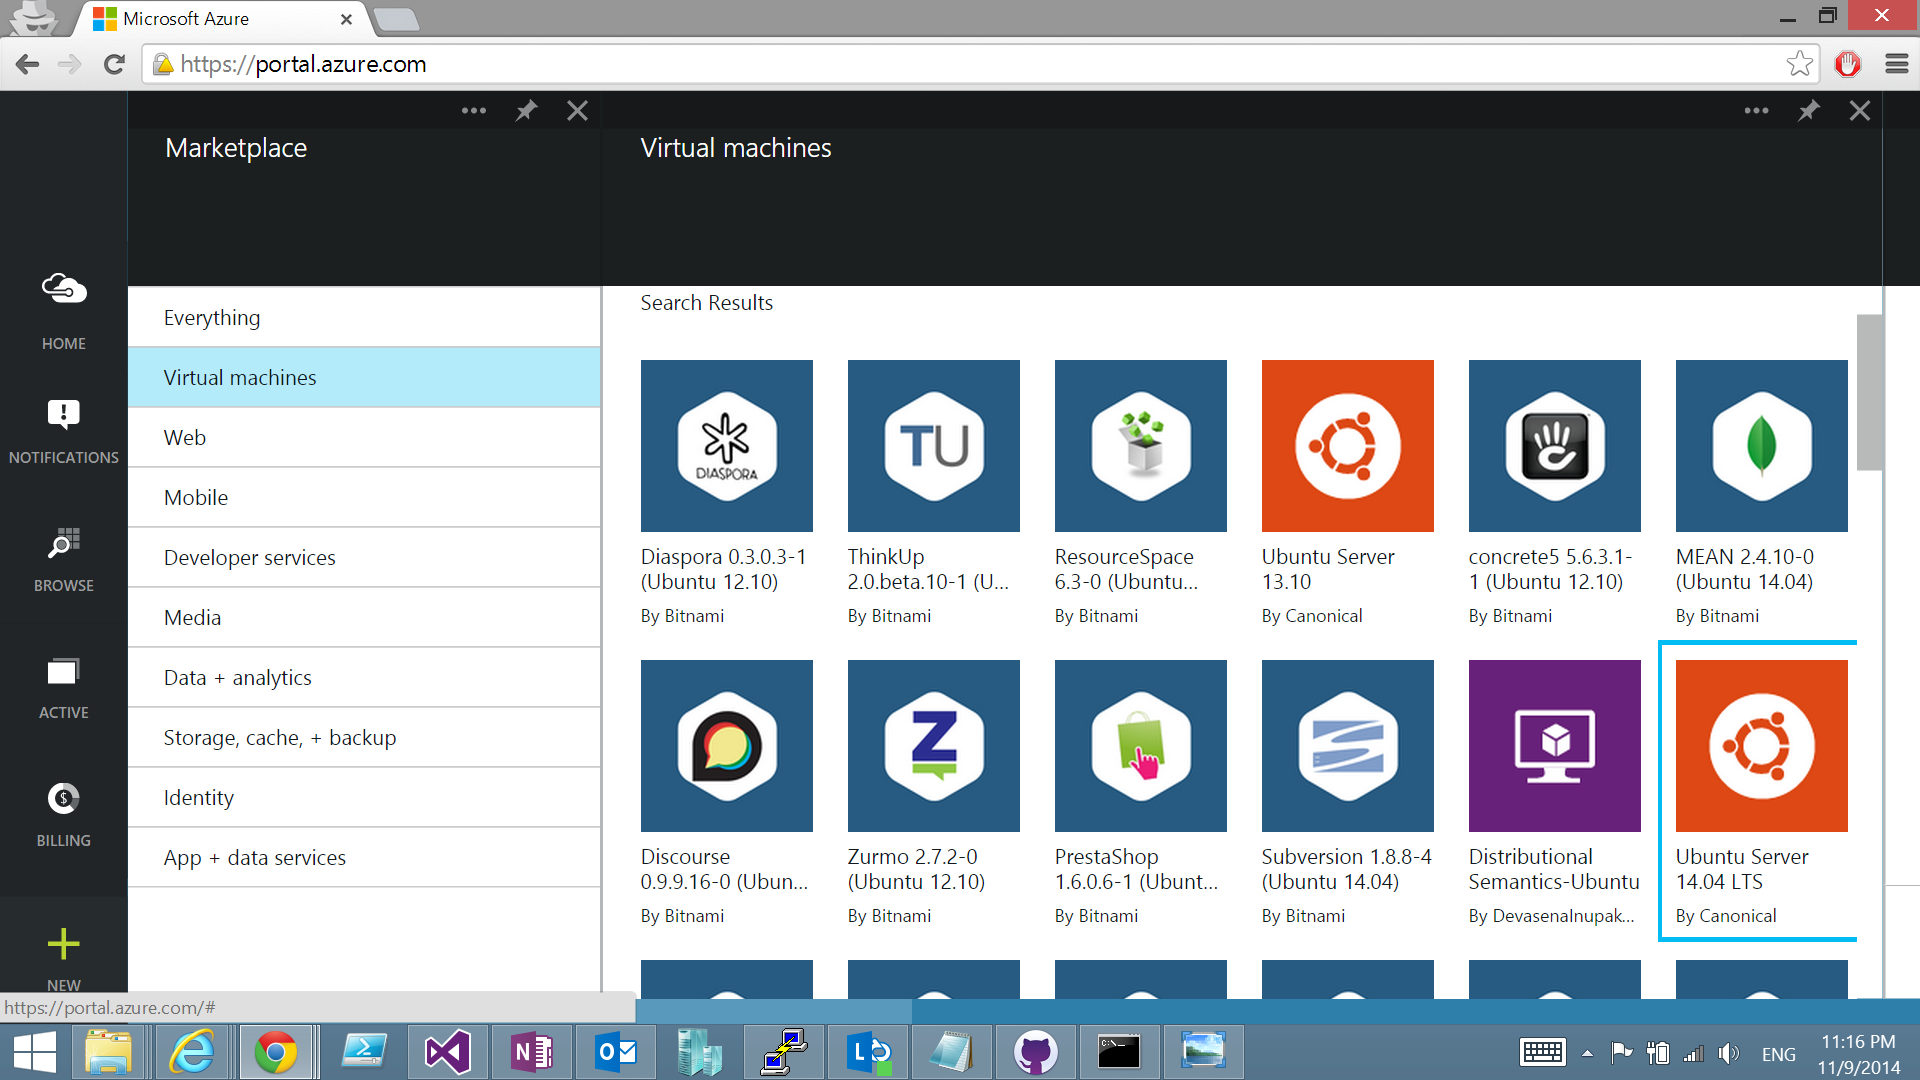 Microsoft Azure
https://portal.azure.com
Marketplace
Virtual machines
HOME
NOTIFICATIONS
BROWSE
ACTIVE
BILLING
NEW
Everything
Virtual machines
Web
Mobile
Developer services
Media
Data + analytics
Storage, cache, + backup
Identity
App + data services
Search Results
DIASPORA
Diaspora 0.3.0.3-1
(Ubuntu 12.10)
By Bitnami
TU
ThinkUp
2.0.beta.10-1 (U...
By Bitnami
ResourceSpace
6.3-0 (Ubuntu...
By Bitnami
Ubuntu Server
13.10
By Canonical
concrete5 5.6.3.1-
1 (Ubuntu 12.10)
By Bitnami
MEAN 2.4.10-0
(Ubuntu 14.04)
By Bitnami
Discourse
0.9.9.16-0 (Ubun...
By Bitnami
Z
Zurmo 2.7.2-0
(Ubuntu 12.10)
By Bitnami
PrestaShop
1.6.0.6-1 (Ubunt...
By Bitnami
Subversion 1.8.8-4
(Ubuntu 14.04)
By Bitnami
Distributional
Semantics-Ubuntu
By DevasenaInupak...
Ubuntu Server
14.04 LTS
By Canonical
https://portal.azure.com/#
ENG
11:16 PM
11/9/2014